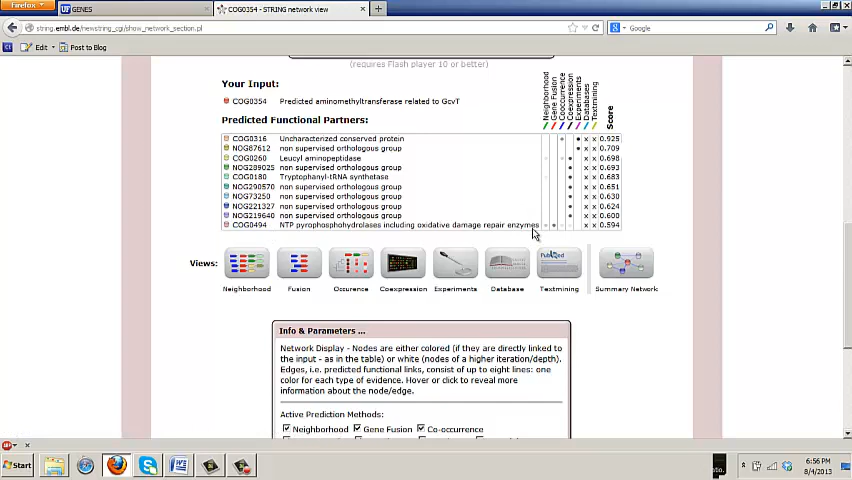 Firefox
GENES
COG0354 - STRING network view
string.embl.de/newstring_cgi/show_network_section.pl
Google
Edit
Post to Blog
(requires Flash player 10 or better)
Your Input:
COG0354 Predicted aminomethyltransferase related to GcvT
Predicted Functional Partners:
Neighborhood
Gene Fusion
Cooccurrence
Coexpression
Experiments
Databases
Textmining
Score
COG0316 Uncharacterized conserved protein x x 0.925
NOG87612 non supervised orthologous group x x 0.709
COG0260 Leucyl aminopeptidase x x 0.698
NOG289025 non supervised orthologous group x x 0.693
COG0180 Tryptophanyl-tRNA synthetase x x 0.683
NOG290570 non supervised orthologous group x x 0.651
NOG73250 non supervised orthologous group x x 0.630
NOG221327 non supervised orthologous group x x 0.624
NOG219640 non supervised orthologous group x x 0.600
COG0494 NTP pyrophosphohydrolases including oxidative damage repair enzymes x x 0.594
Views:
Neighborhood Fusion Occurence Coexpression Experiments Database Textmining Summary Network
Info & Parameters ...
Network Display - Nodes are either colored (if they are directly linked to
the input - as in the table) or white (nodes of a higher iteration/depth).
Edges, i.e. predicted functional links, consist of up to eight lines: one
color for each type of evidence. Hover or click to reveal more
information about the node/edge.
Active Prediction Methods:
Neighborhood Gene Fusion Co-occurrence
Start
6:56 PM
8/4/2013